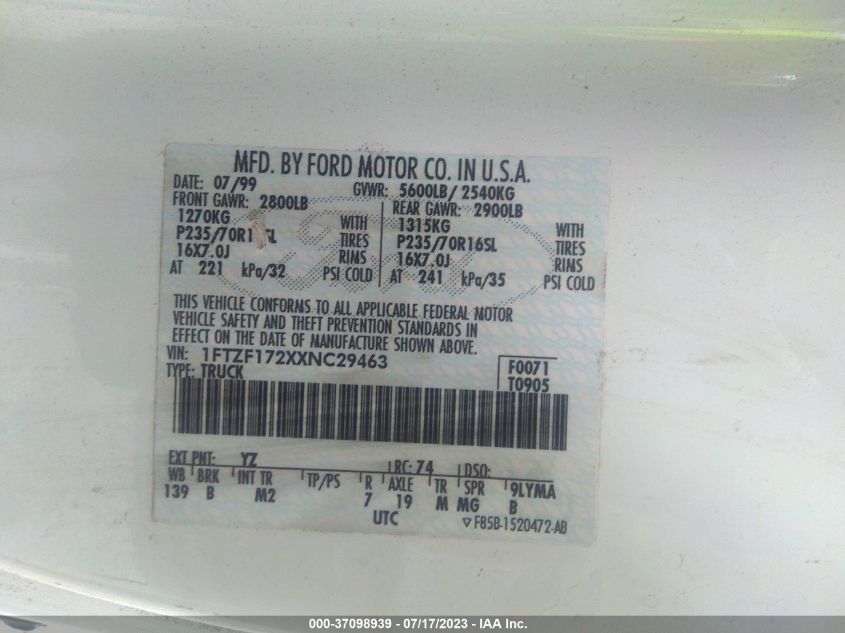 MFD. BY FORD MOTOR CO. IN U.S.A.
DATE: 07/99 GVWR: 5600LB/ 2540KG
FRONT GAWR: 2800LB REAR GAWR: 2900LB
1270KG WITH 1315KG WITH
P235/70R1 SL TIRES P235/70R16SL TIRES
16X7.0J RIMS 16X7.0J RIMS
AT 221 kPa/32 PSI COLD AT 241 kPa/35 PSI COLD
THIS VEHICLE CONFORMS TO ALL APPLICABLE FEDERAL MOTOR
VEHICLE SAFETY AND THEFT PREVENTION STANDARDS IN
EFFECT ON THE DATE OF MANUFACTURE SHOWN ABOVE.
VIN: 1FTZF172XXNC29463 F0071
TYPE: TRUCK T0905
EXT PNT: YZ RC: 74 DSO:
WB BRK INT TR TP/PS R AXLE TR SPR 9LYMA
139 B M2 7 19 M MG B
UTC ▽F85B-1520472-AB
000-37098939 - 07/17/2023 - IAA Inc.